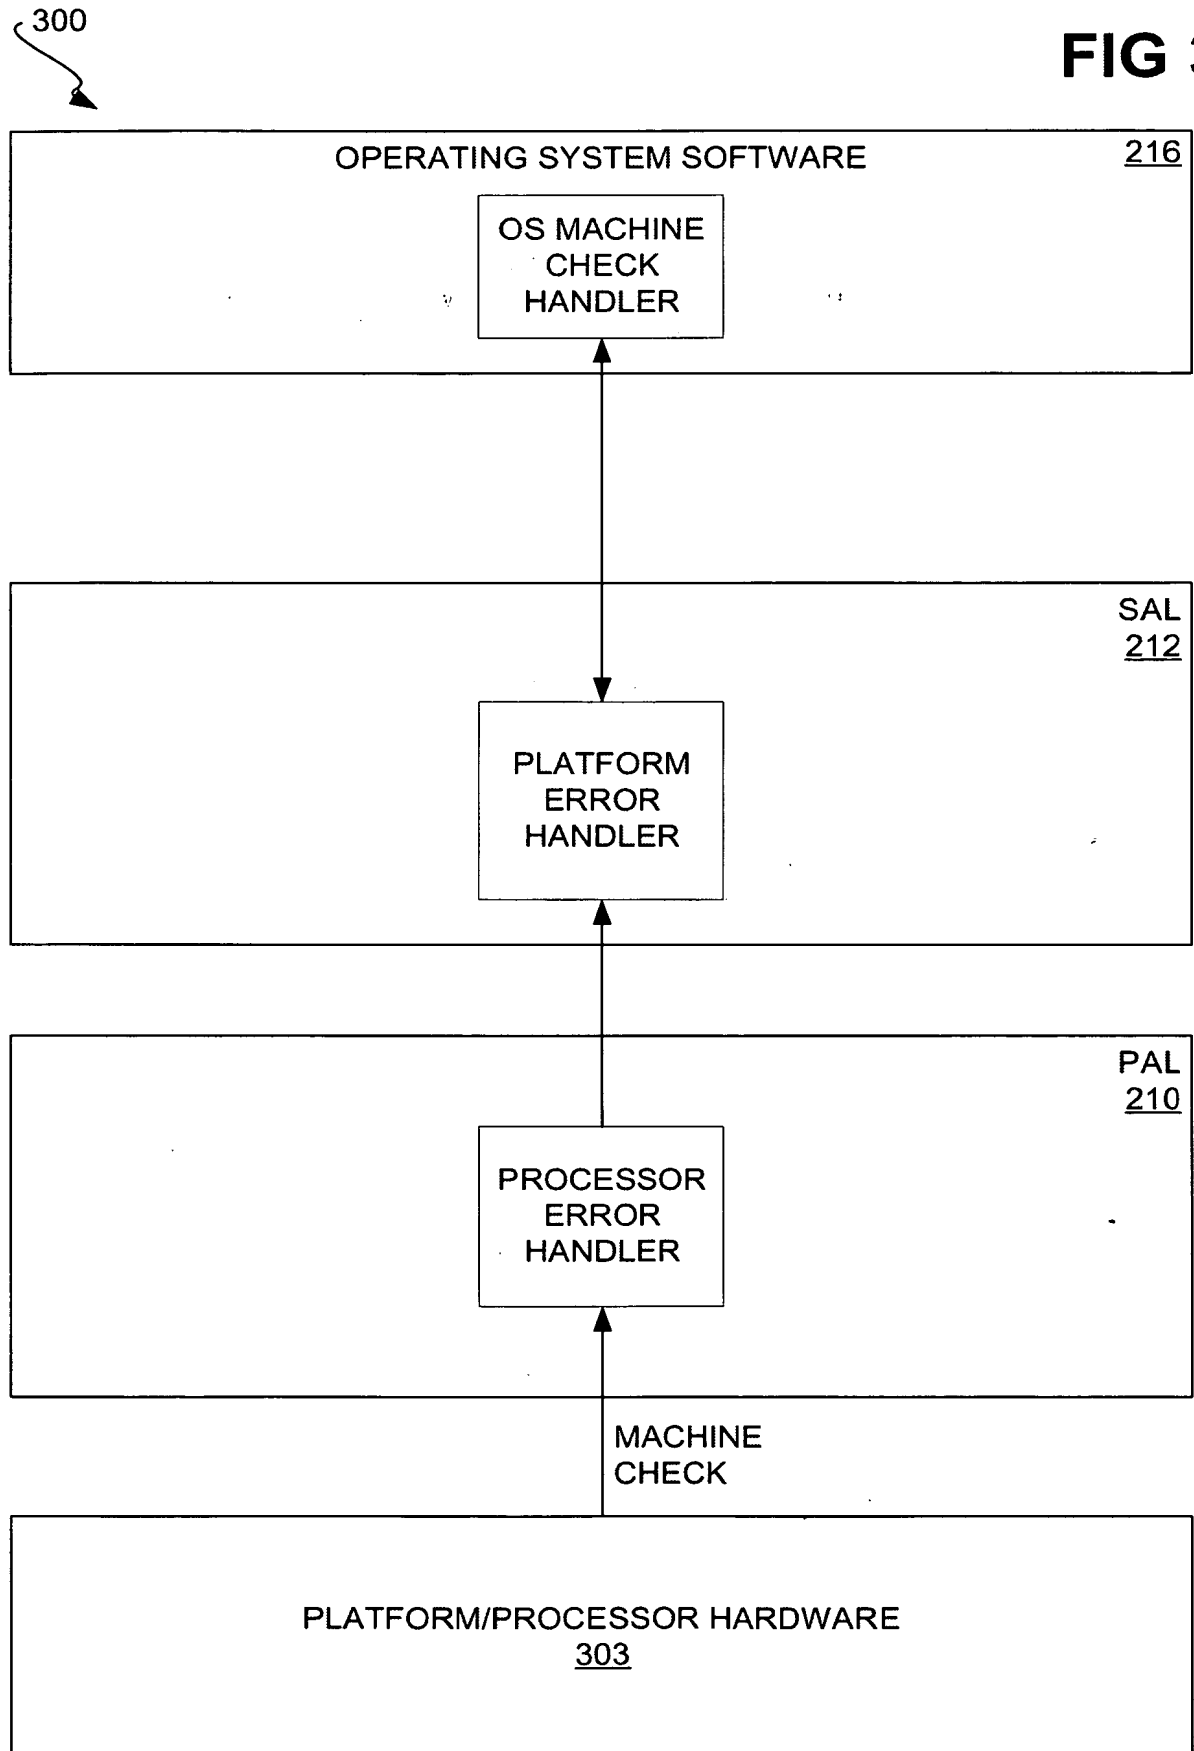 300
FIG
OPERATING SYSTEM SOFTWARE
216
OS MACHINE
CHECK
HANDLER
SAL
212
PLATFORM
ERROR
HANDLER
PAL
210
PROCESSOR
ERROR
HANDLER
MACHINE
CHECK
PLATFORM/PROCESSOR HARDWARE
303